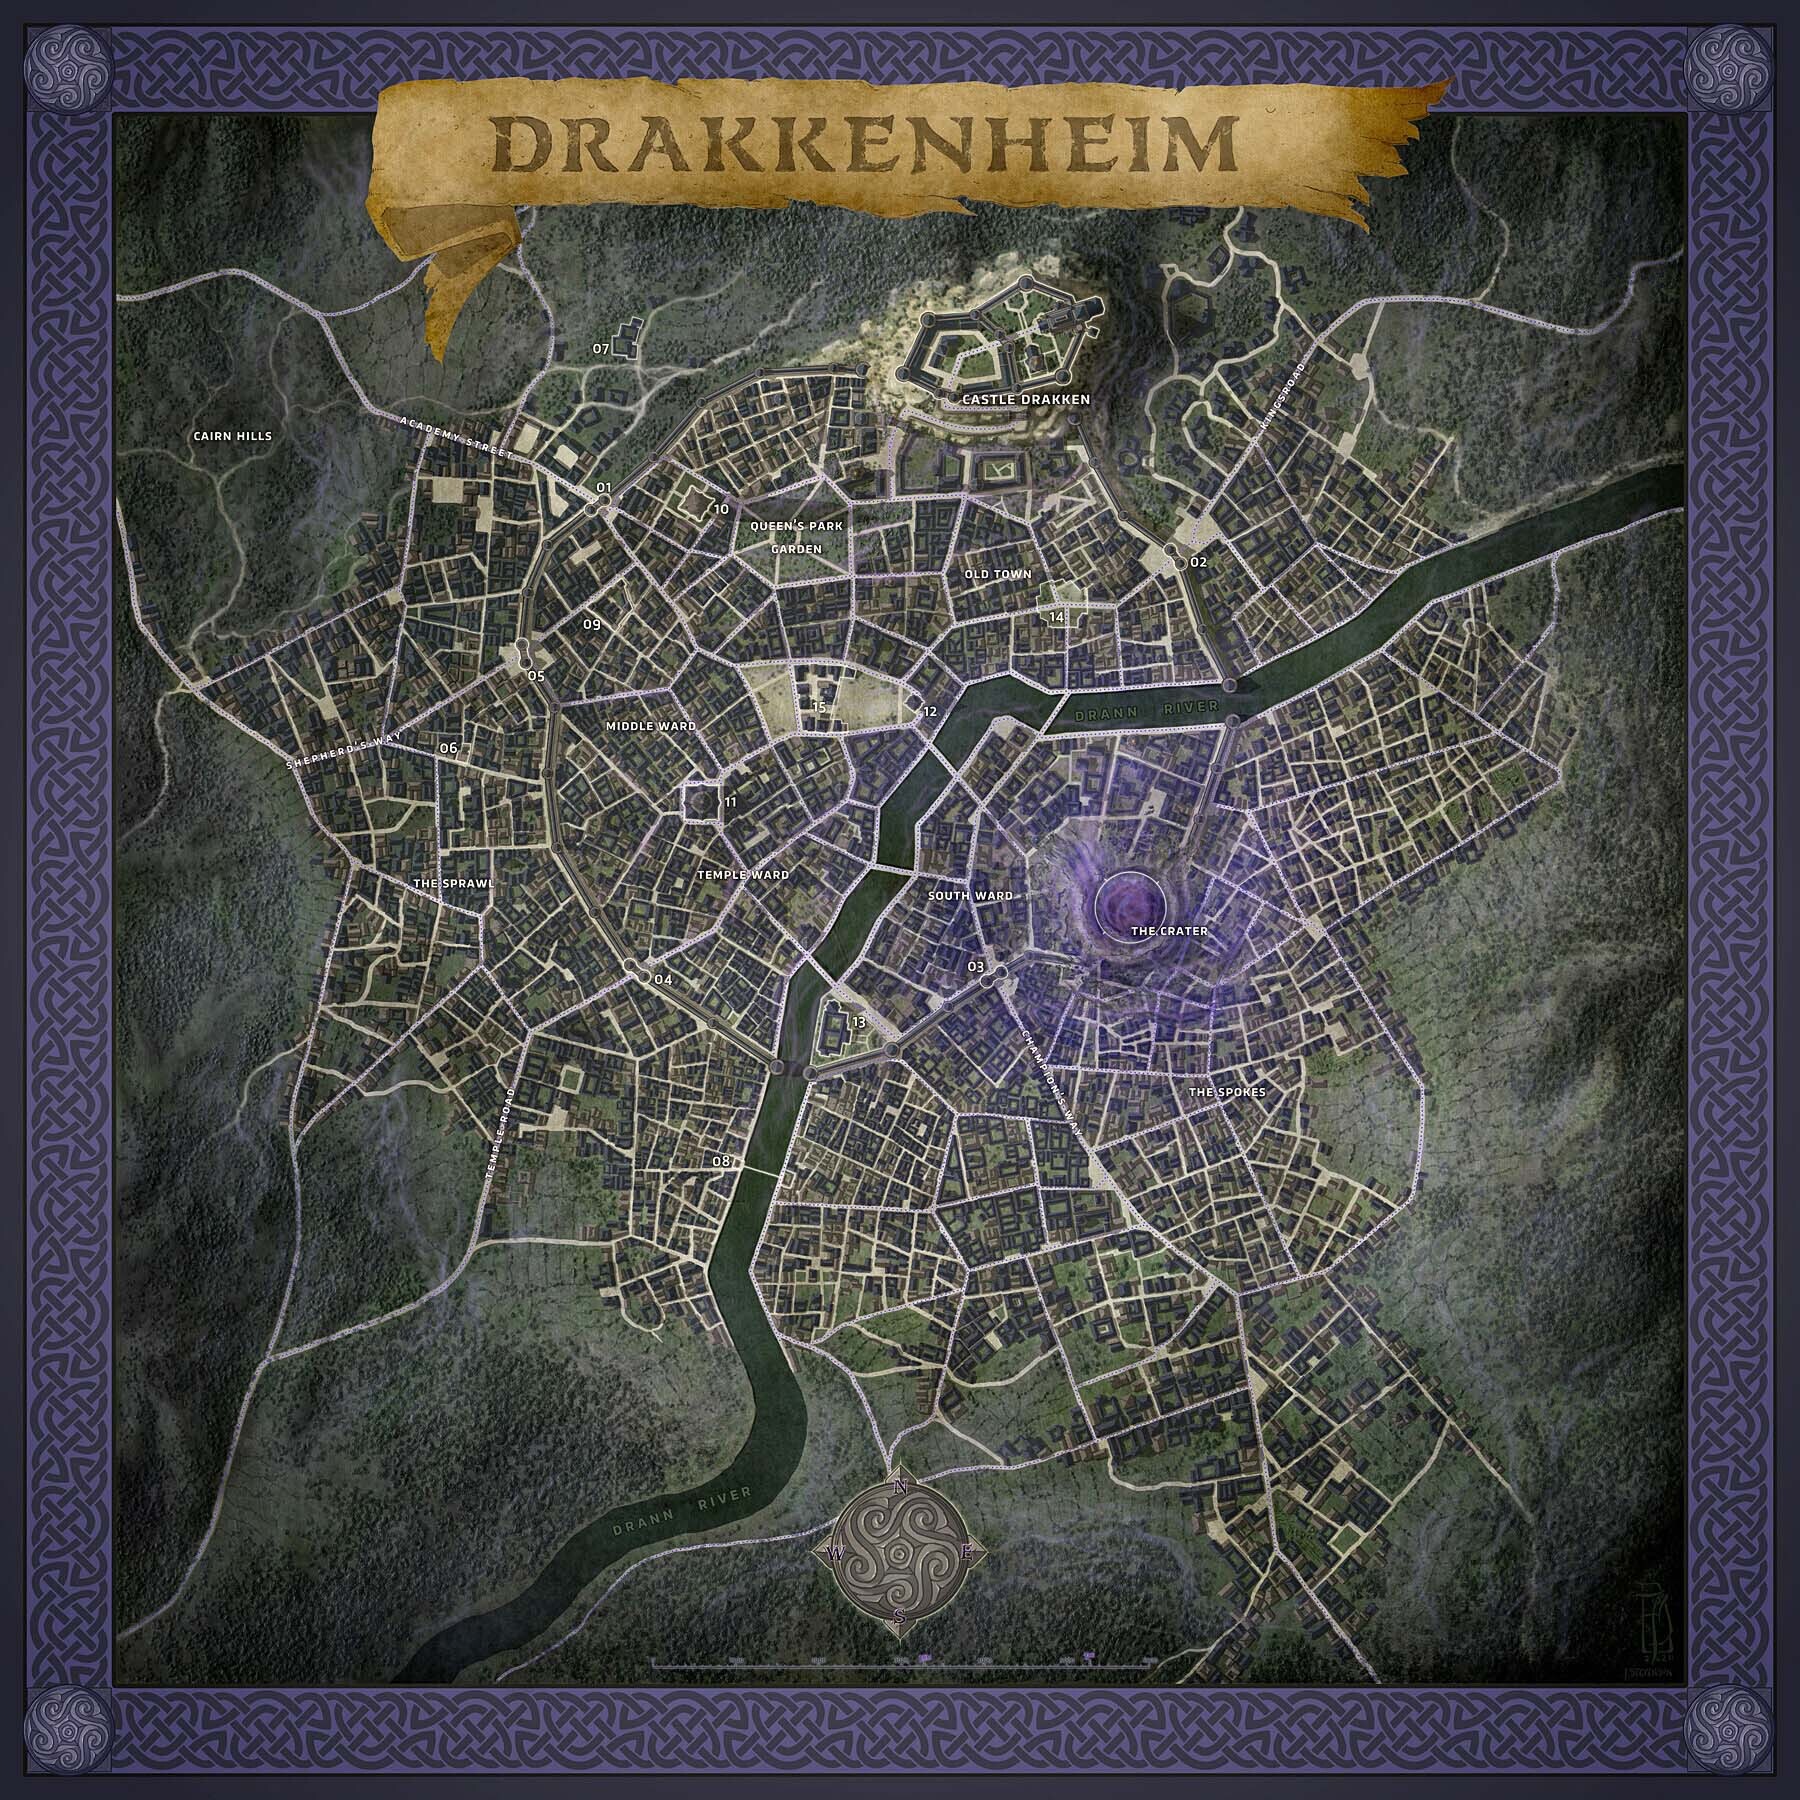 DRAKKENHEIM
07
CASTLE DRAKKEN
KINGSROAD
ACADEMY STREET
CAIRN HILLS
01
10
QUEEN'S PARK
GARDEN
02
OLD TOWN
14
09
05
15
12
DRANN RIVER
MIDDLE WARD
SHEPHERD'S WAY
06
11
TEMPLE WARD
THE SPRAWL
SOUTH WARD
THE CRATER
03
04
13
CHAMPION'S WAY
THE SPOKES
TEMPLE ROAD
08
DRANN RIVER
N
W
E
S